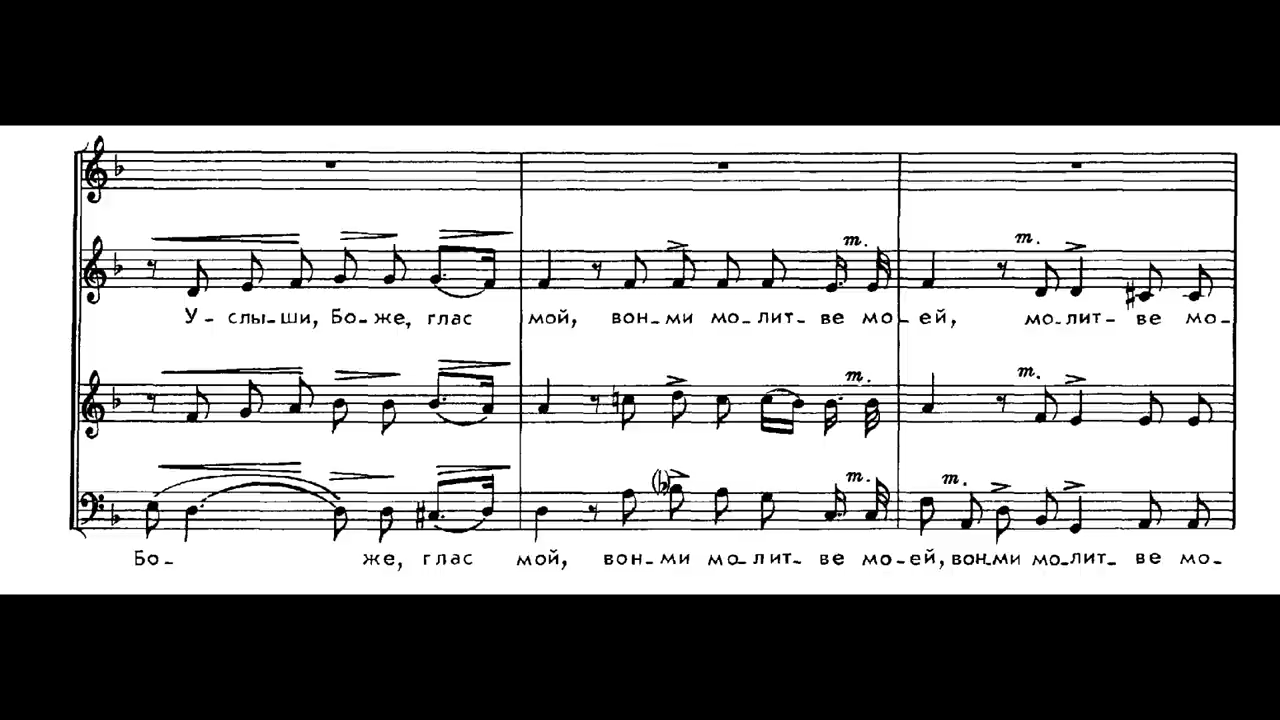 m. m.
У-слы-ши, Бо-же, глас мой, вон-ми мо-лит-ве мо-ей, мо-лит-ве мо-
m. m.
m. m.
Бо- же, глас мой, вон-ми мо-лит-ве мо-ей, вон-ми мо-лит-ве мо-